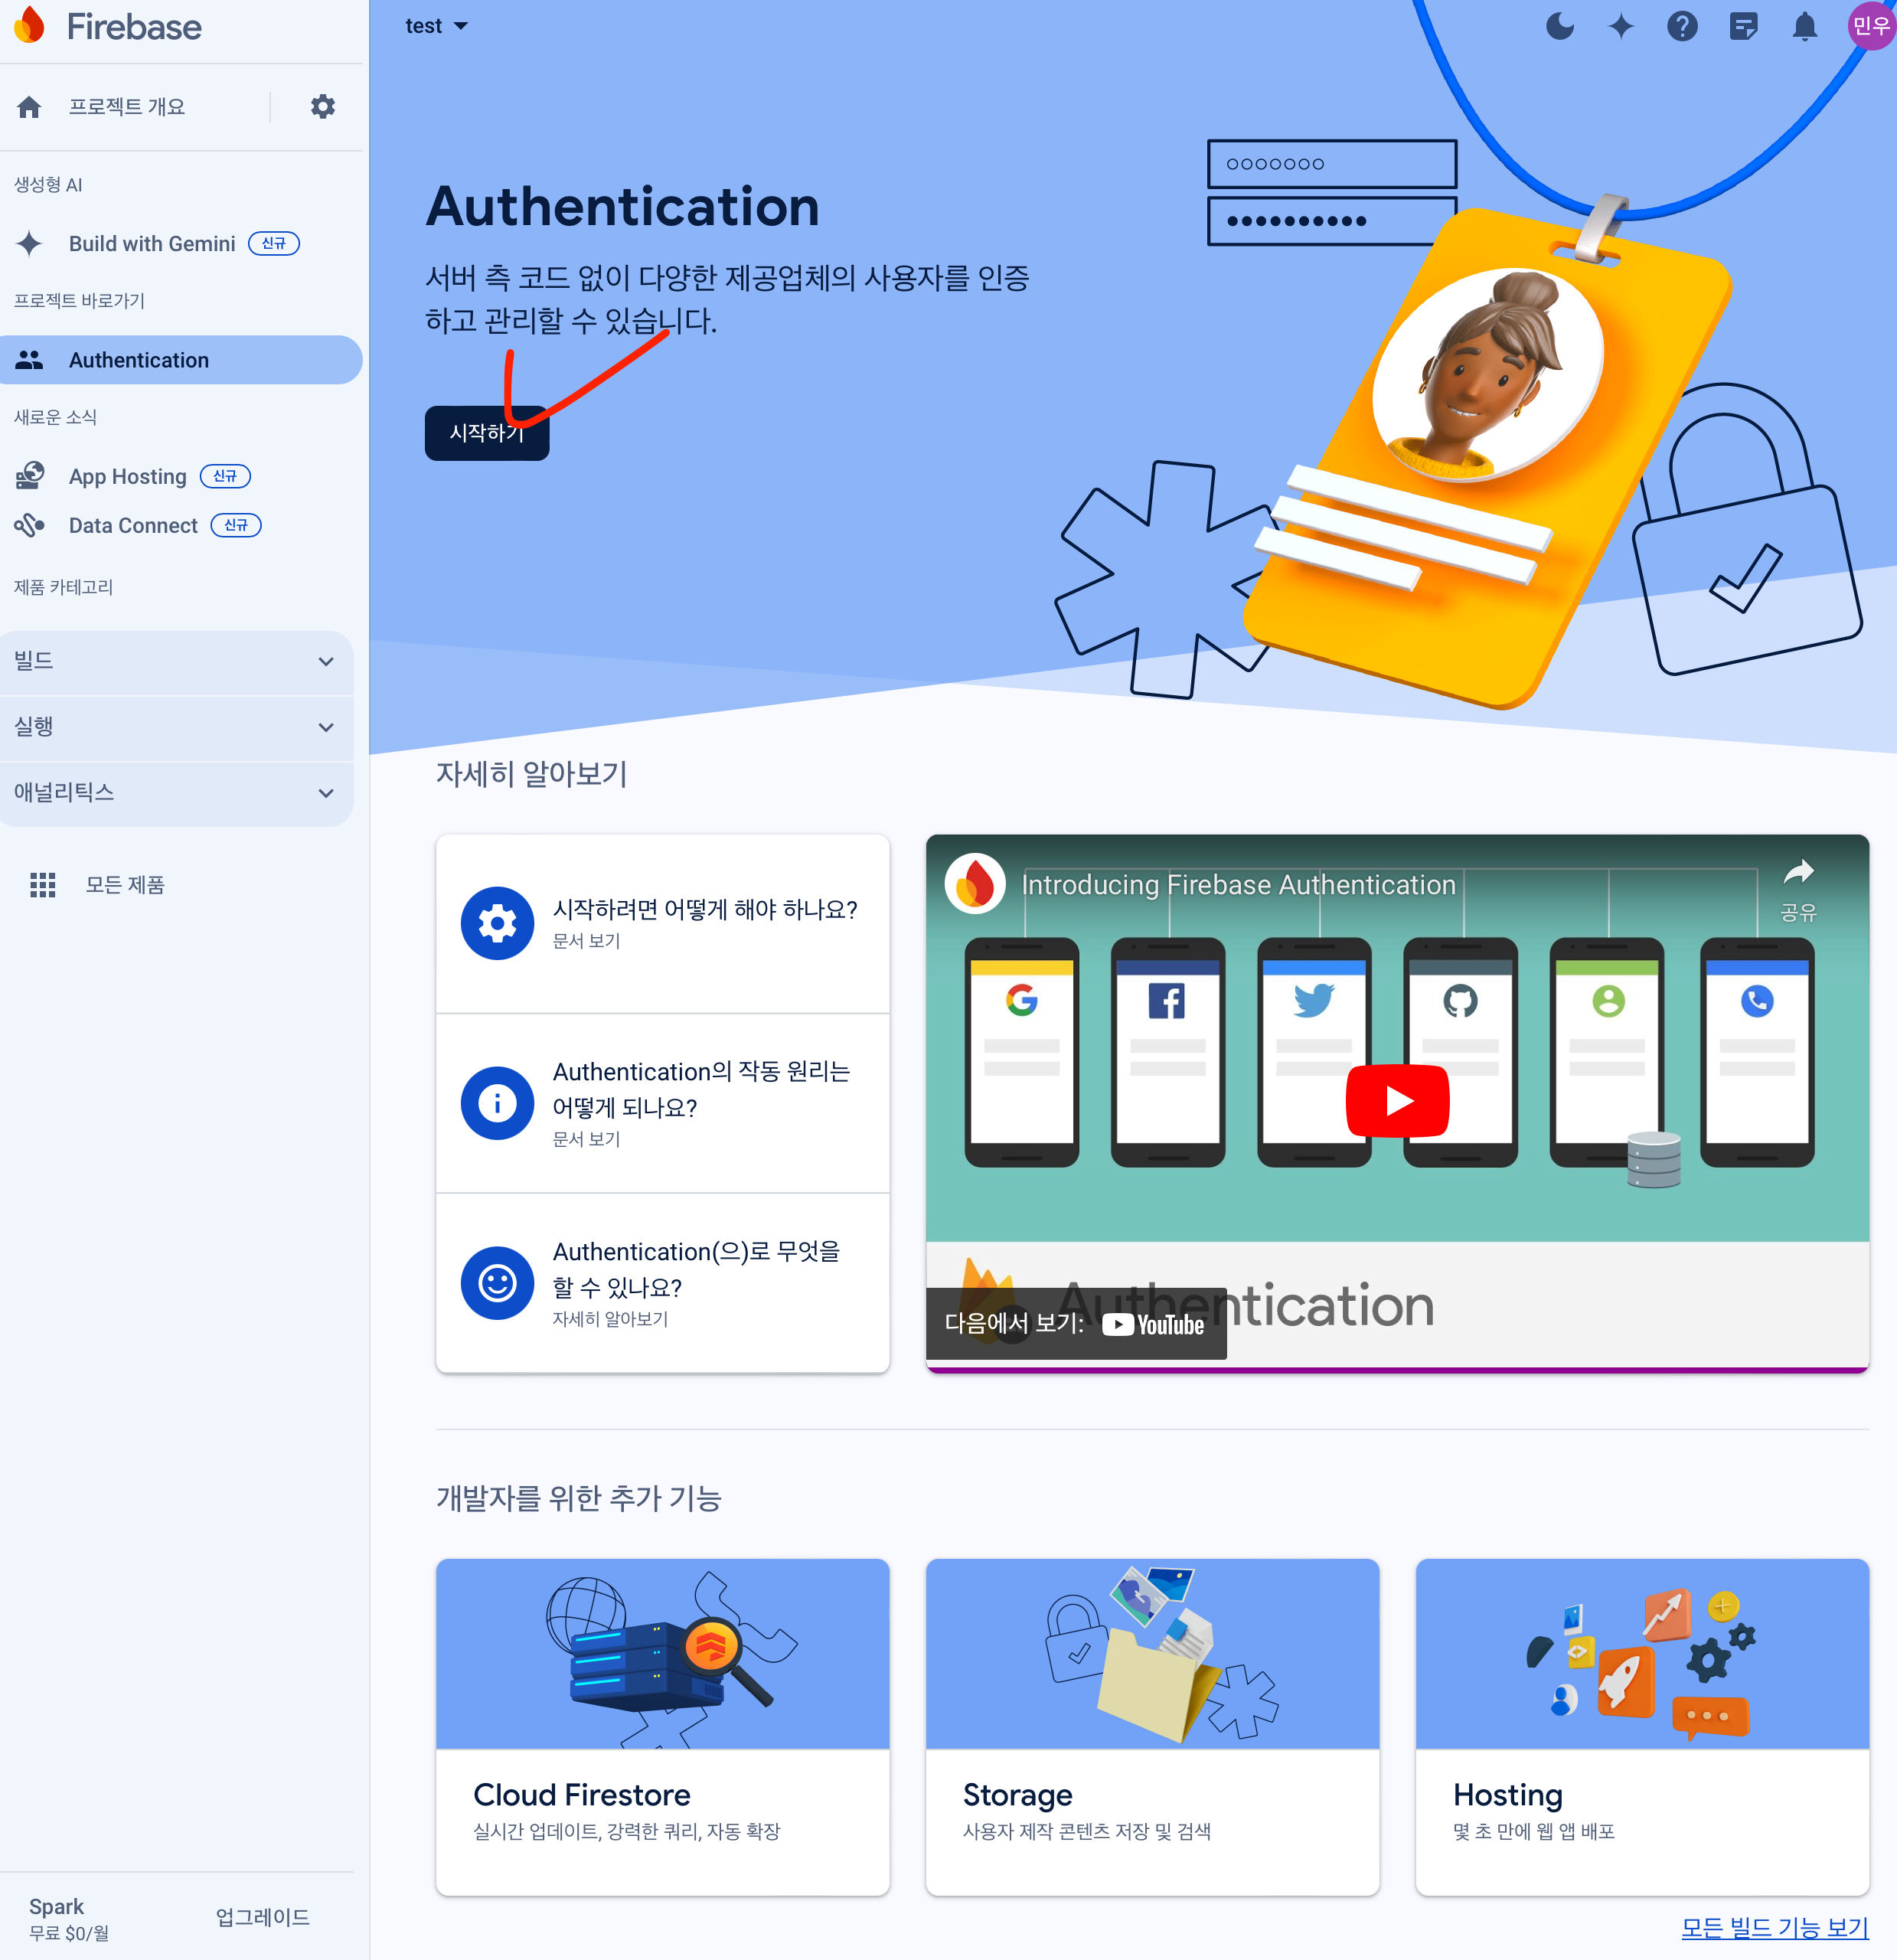 Firebase
test
민우
프로젝트 개요
생성형 AI
Build with Gemini 신규
프로젝트 바로가기
Authentication
새로운 소식
App Hosting 신규
Data Connect 신규
제품 카테고리
빌드
실행
애널리틱스
모든 제품
Spark
무료 $0/월
업그레이드
Authentication
서버 측 코드 없이 다양한 제공업체의 사용자를 인증
하고 관리할 수 있습니다.
시작하기
자세히 알아보기
시작하려면 어떻게 해야 하나요?
문서 보기
Authentication의 작동 원리는
어떻게 되나요?
문서 보기
Authentication(으)로 무엇을
할 수 있나요?
자세히 알아보기
Introducing Firebase Authentication
공유
Authentication
다음에서 보기: YouTube
개발자를 위한 추가 기능
Cloud Firestore
실시간 업데이트, 강력한 쿼리, 자동 확장
Storage
사용자 제작 콘텐츠 저장 및 검색
Hosting
몇 초 만에 웹 앱 배포
모든 빌드 기능 보기